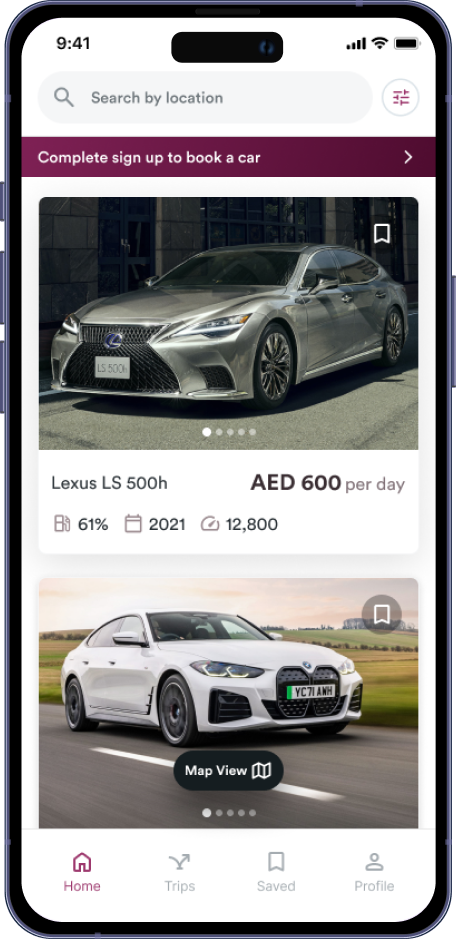 9:41
Search by location
Complete sign up to book a car
LS 500h
Lexus LS 500h
AED 600 per day
61% 2021 12,800
YC71 AWH
Map View
Home Trips Saved Profile